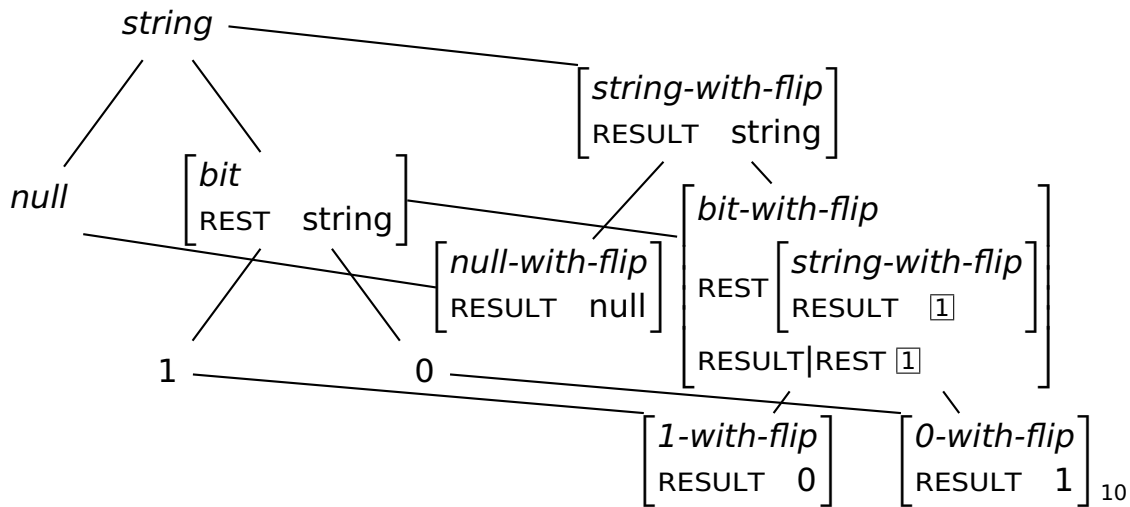 string
string-with-flip
RESULT string
null
bit
REST string
bit-with-flip
null-with-flip
RESULT null
REST
string-with-flip
RESULT 1
RESULT|REST 1
1
0
1-with-flip
RESULT 0
0-with-flip
RESULT 1
10